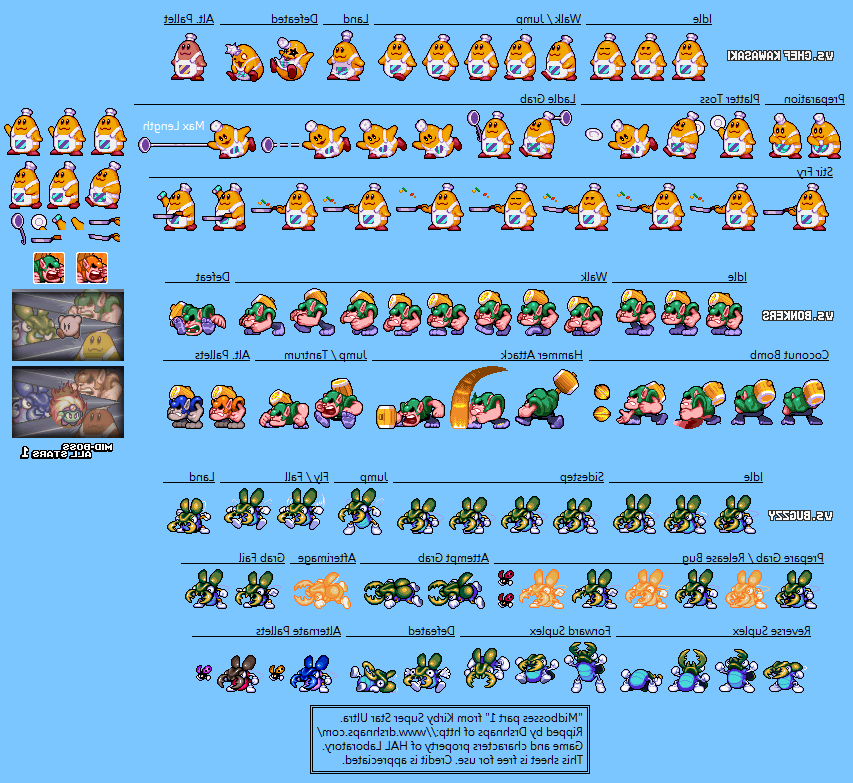 Idle Walk / Jump Land Defeated Alt. Pallet
VS.CHEF KAWASAKI
Preparation Platter Toss Ladle Grab
Max Length
Stir Fry
Idle Walk Defeat
VS.BONKERS
Coconut Bomb Hammer Attack Jump / Tantrum Alt. Pallets
MID-BOSS
ALL STARS 1
Idle Sidestep Jump Fly / Fall Land
VS.BUGZZY
Prepare Grab / Release Bug Attempt Grab Afterimage Grab Fail
Reverse Suplex Forward Suplex Defeated Alternate Pallets
"Midbosses part 1" from Kirby Super Star Ultra.
Ripped by Drshnaps of http://www.drshnaps.com/
Game and characters property of HAL Laboratory.
This sheet is free for use. Credit is appreciated.